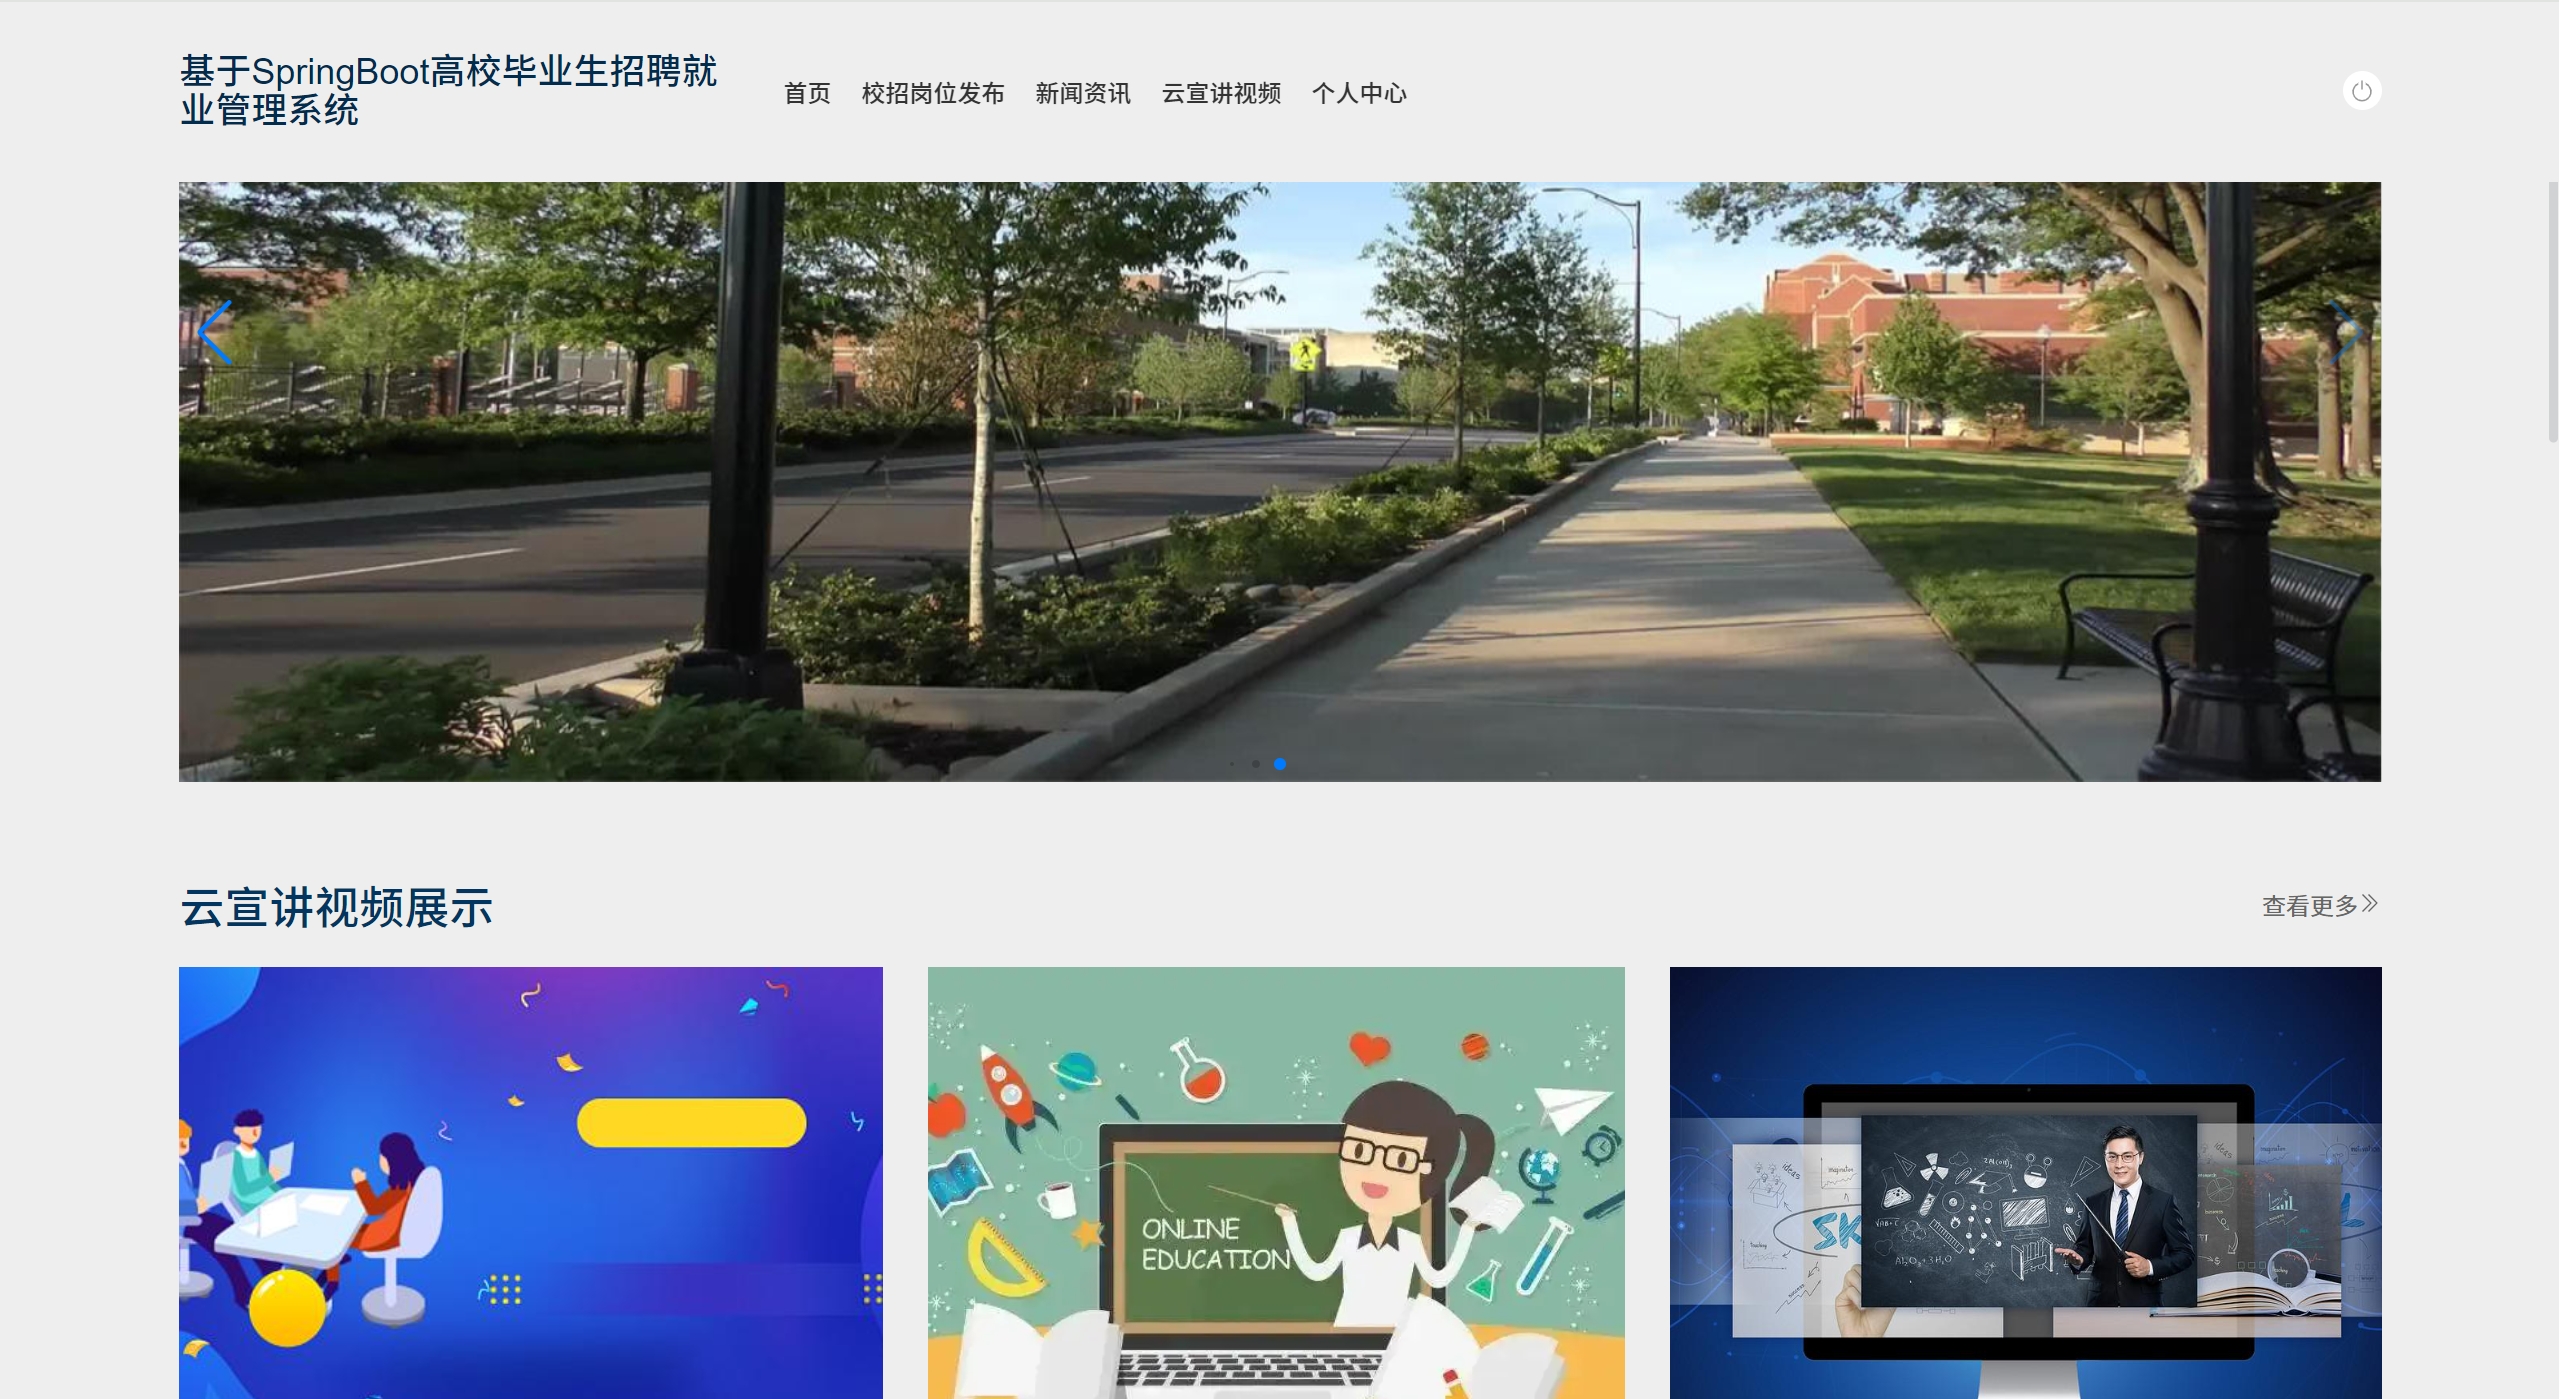 基于SpringBoot高校毕业生招聘就
业管理系统
首页 校招岗位发布 新闻资讯 云宣讲视频 个人中心
云宣讲视频展示
查看更多
ONLINE
EDUCATION
SK